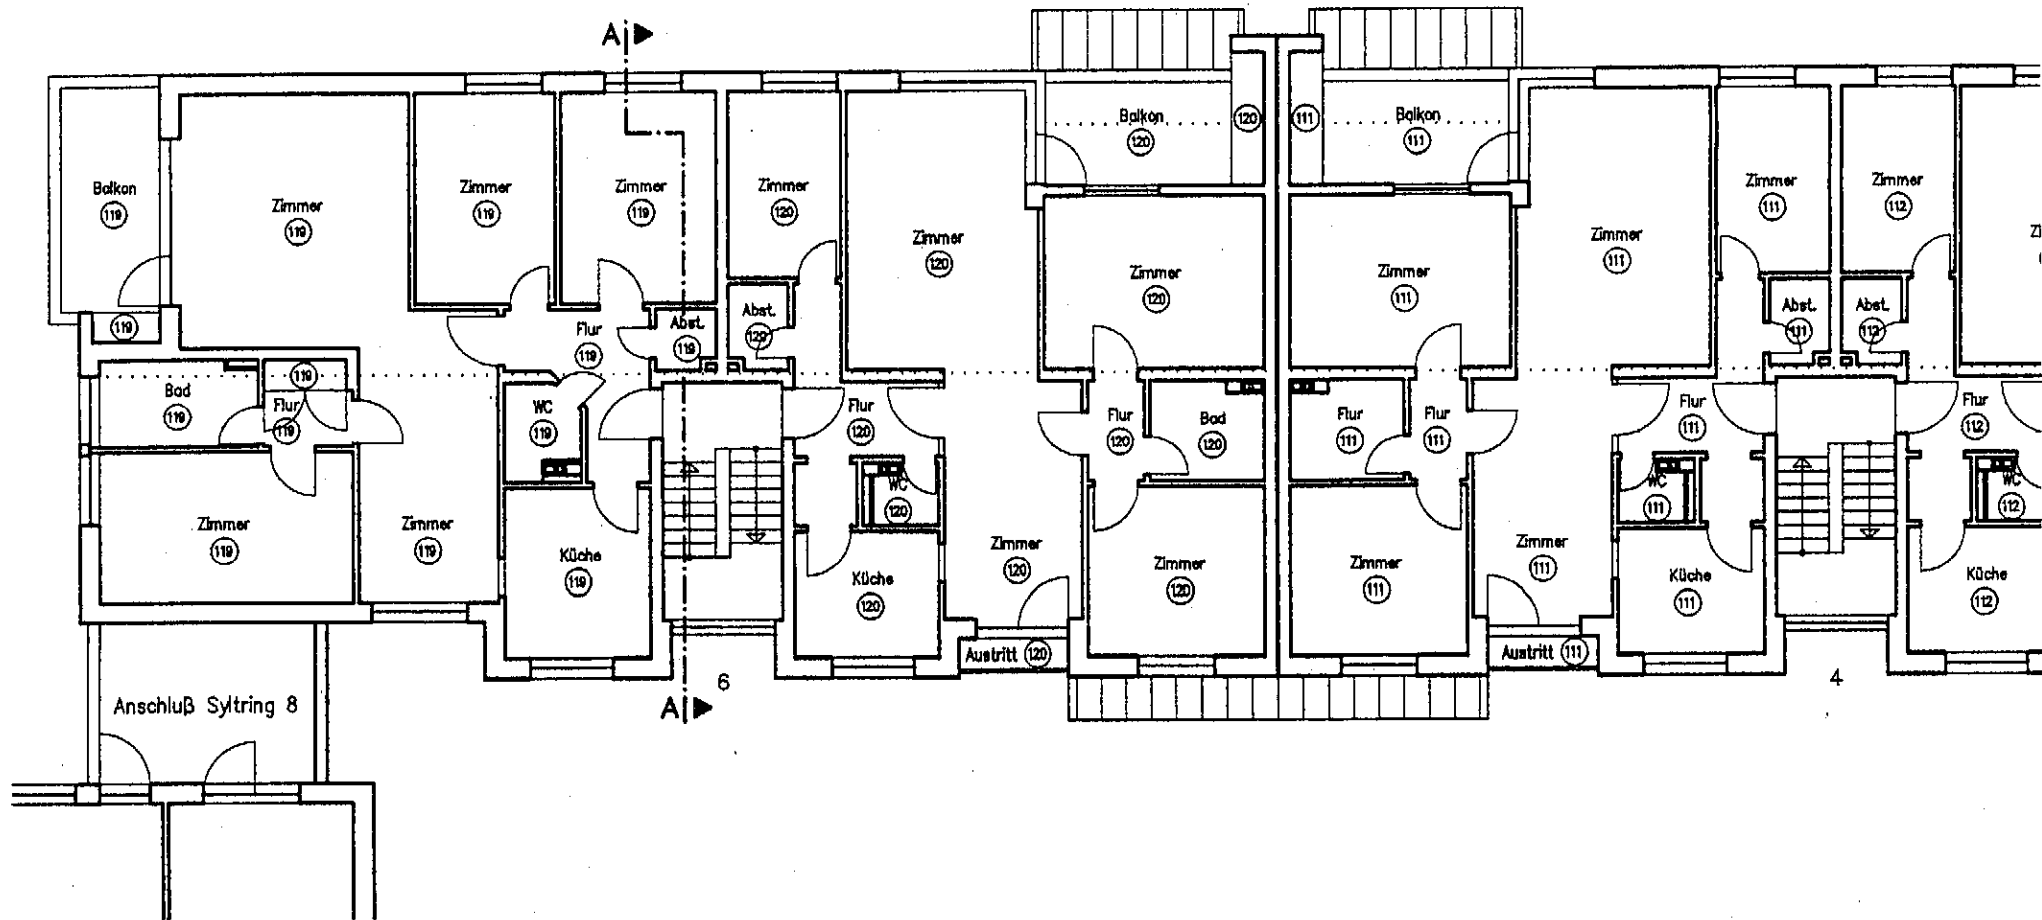 A
Balkon
119
Zimmer
119
Zimmer
119
Zimmer
119
Zimmer
120
Zimmer
120
Balkon
120
120
111
Balkon
111
Zimmer
111
Zimmer
111
Zimmer
112
Zi
119
Flur
119
Abst.
119
Abst.
120
Zimmer
120
Zimmer
111
Abst.
111
Abst.
112
Bad
119
119
Flur
119
WC
119
Flur
120
Flur
120
Bad
120
Flur
111
Flur
111
Flur
111
Flur
112
Zimmer
119
Zimmer
119
Küche
119
WC
120
Küche
120
Zimmer
120
Zimmer
120
Zimmer
111
Zimmer
111
WC
111
Küche
111
WC
112
Küche
112
Austritt 120
Austritt 111
6
4
A
Anschluß Syltring 8